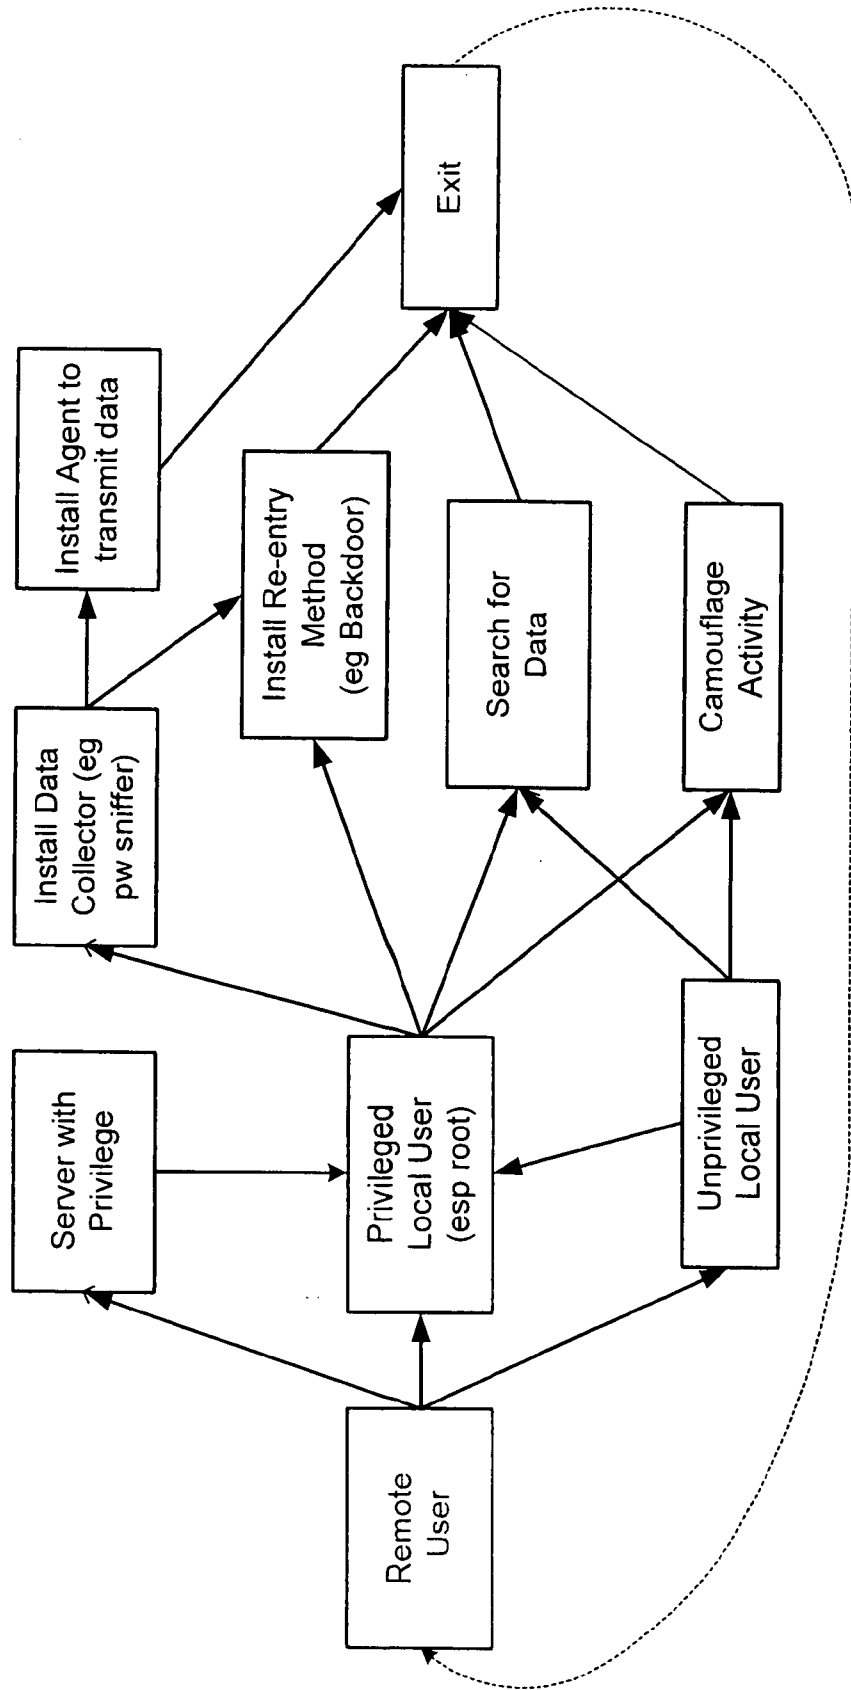 Remote
User
Server with
Privilege
Privileged
Local User
(esp root)
Unprivileged
Local User
Install Data
Collector (eg
pw sniffer)
Install Agent to
transmit data
Install Re-entry
Method
(eg Backdoor)
Search for
Data
Camouflage
Activity
Exit